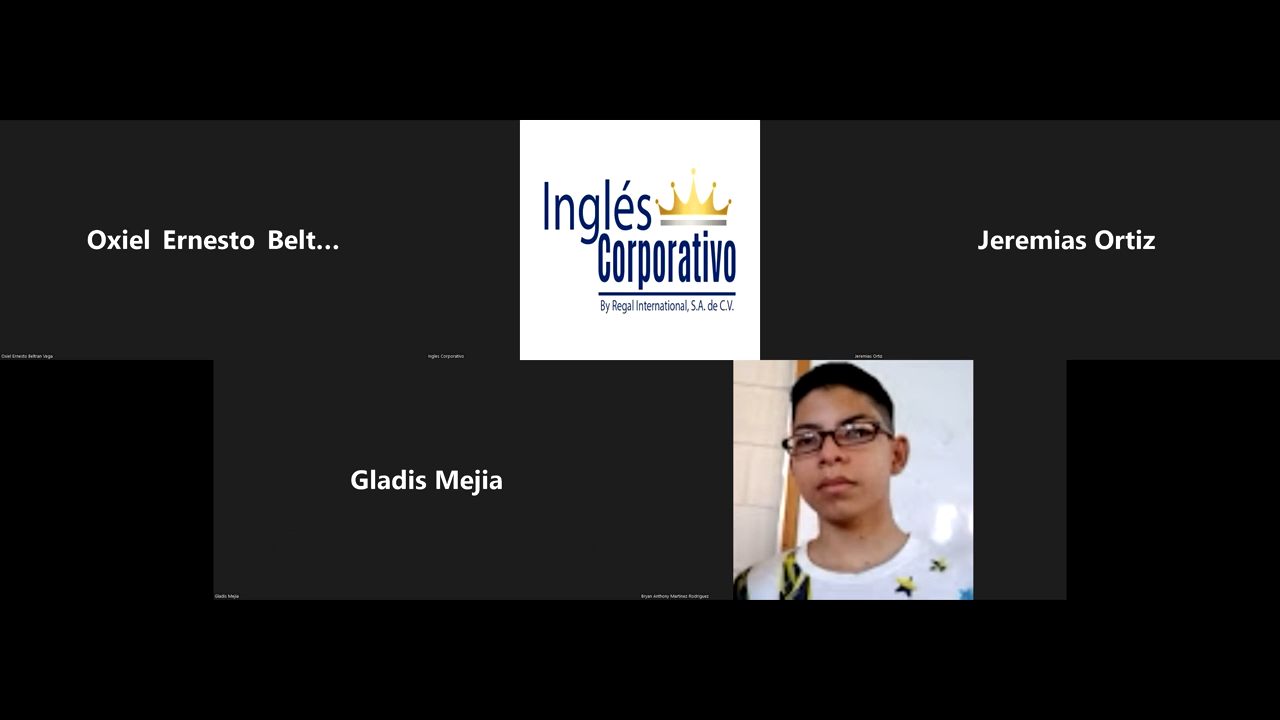 Oxiel Ernesto Belt...
Inglés
Corporativo
By Regal International, S.A. de C.V.
Jeremias Ortiz
Oxiel Ernesto Beltran Vega
Ingles Corporativo
Jeremias Ortiz
Gladis Mejia
Gladis Mejia
Bryan Anthony Martinez Rodriguez